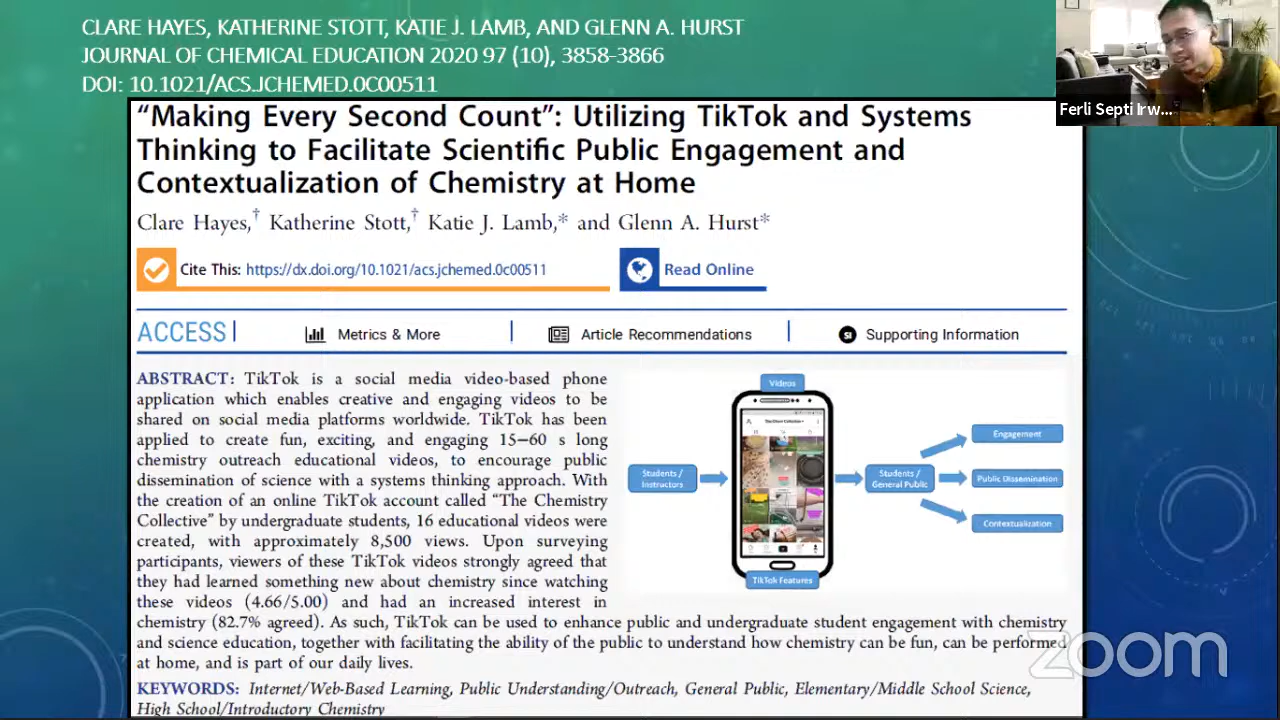 CLARE HAYES, KATHERINE STOTT, KATIE J. LAMB, AND GLENN A. HURST
JOURNAL OF CHEMICAL EDUCATION 2020 97 (10), 3858-3866
DOI: 10.1021/ACS.JCHEMED.0C00511
Ferli Septi Irw...
“Making Every Second Count”: Utilizing TikTok and Systems
Thinking to Facilitate Scientific Public Engagement and
Contextualization of Chemistry at Home
Clare Hayes,† Katherine Stott,† Katie J. Lamb,* and Glenn A. Hurst*
Cite This: https://dx.doi.org/10.1021/acs.jchemed.0c00511
Read Online
ACCESS
Metrics & More
Article Recommendations
SI Supporting Information
ABSTRACT: TikTok is a social media video-based phone
application which enables creative and engaging videos to be
shared on social media platforms worldwide. TikTok has been
applied to create fun, exciting, and engaging 15−60 s long
chemistry outreach educational videos, to encourage public
dissemination of science with a systems thinking approach. With
the creation of an online TikTok account called “The Chemistry
Collective” by undergraduate students, 16 educational videos were
created, with approximately 8,500 views. Upon surveying
participants, viewers of these TikTok videos strongly agreed that
they had learned something new about chemistry since watching
these videos (4.66/5.00) and had an increased interest in
chemistry (82.7% agreed). As such, TikTok can be used to enhance public and undergraduate student engagement with chemistry
and science education, together with facilitating the ability of the public to understand how chemistry can be fun, can be performed
at home, and is part of our daily lives.
KEYWORDS: Internet/Web-Based Learning, Public Understanding/Outreach, General Public, Elementary/Middle School Science,
High School/Introductory Chemistry
Videos
Students /
Instructors
Students /
General Public
Engagement
Public Dissemination
Contextualization
TikTok Features
zoom